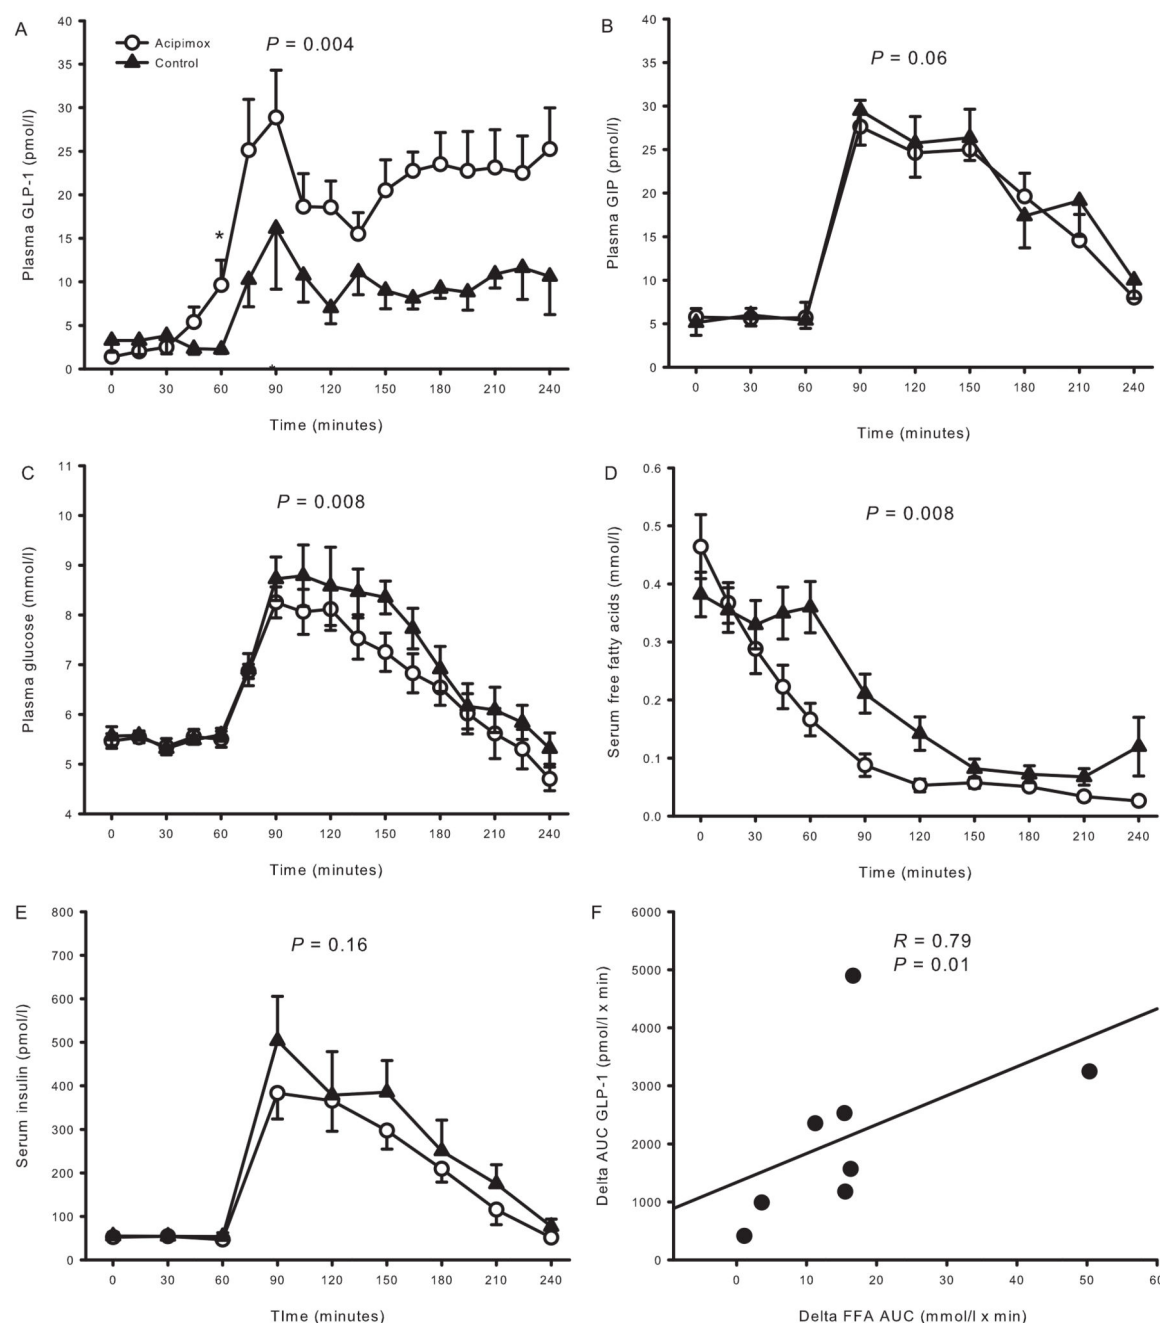 A
Acipimox
Control
P = 0.004
40
35
30
25
20
15
10
5
0
Plasma GLP-1 (pmol/l)
*
*
0 30 60 90 120 150 180 210 240
Time (minutes)
B
P = 0.06
40
35
30
25
20
15
10
5
0
Plasma GIP (pmol/l)
0 30 60 90 120 150 180 210 240
Time (minutes)
C
P = 0.008
11
10
9
8
7
6
5
4
Plasma glucose (mmol/l)
0 30 60 90 120 150 180 210 240
Time (minutes)
D
P = 0.008
0.6
0.5
0.4
0.3
0.2
0.1
0.0
Serum free fatty acids (mmol/l)
0 30 60 90 120 150 180 210 240
Time (minutes)
E
P = 0.16
800
700
600
500
400
300
200
100
0
Serum insulin (pmol/l)
0 30 60 90 120 150 180 210 240
TIme (minutes)
F
R = 0.79
P = 0.01
6000
5000
4000
3000
2000
1000
0
Delta AUC GLP-1 (pmol/l x min)
0 10 20 30 40 50 60
Delta FFA AUC (mmol/l x min)